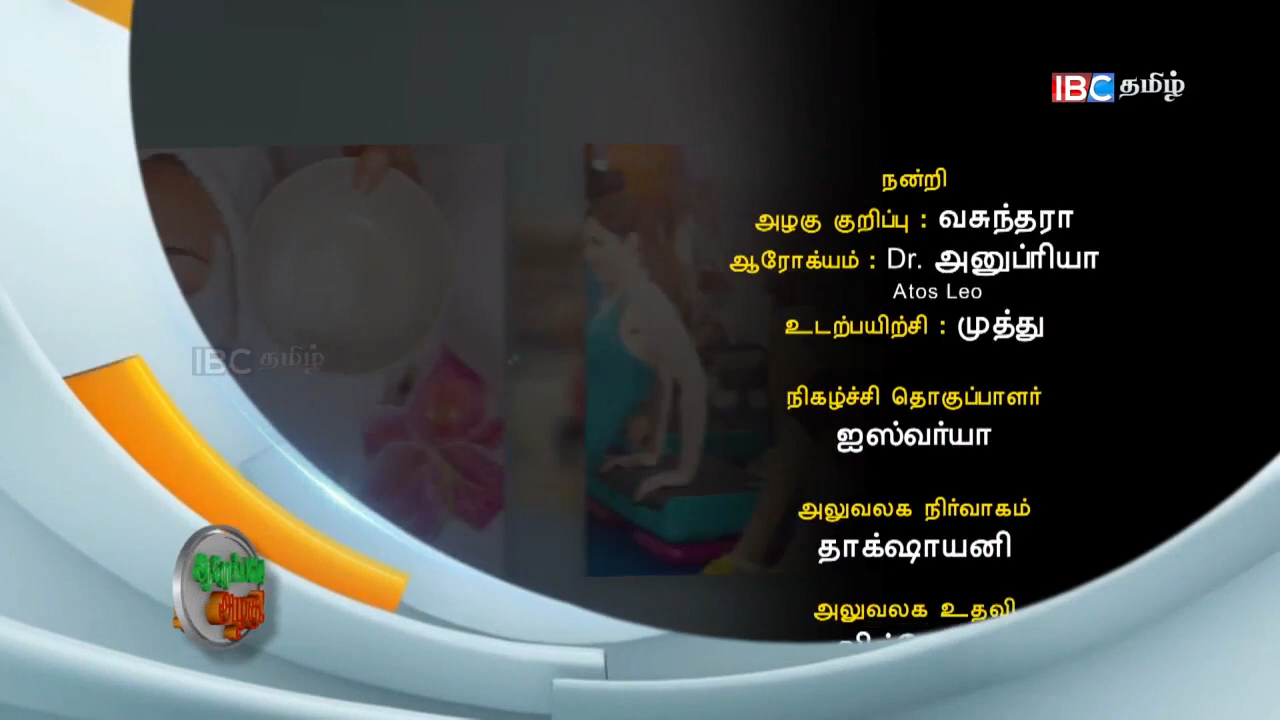 IBC தமிழ்
நன்றி
அழகு குறிப்பு : வசுந்தரா
ஆரோக்யம் : Dr. அனுப்ரியா
Atos Leo
உடற்பயிற்சி : முத்து
IBC தமிழ்
நிகழ்ச்சி தொகுப்பாளர்
ஐஸ்வர்யா
அலுவலக நிர்வாகம்
தாக்ஷாயனி
அலுவலக உதவி